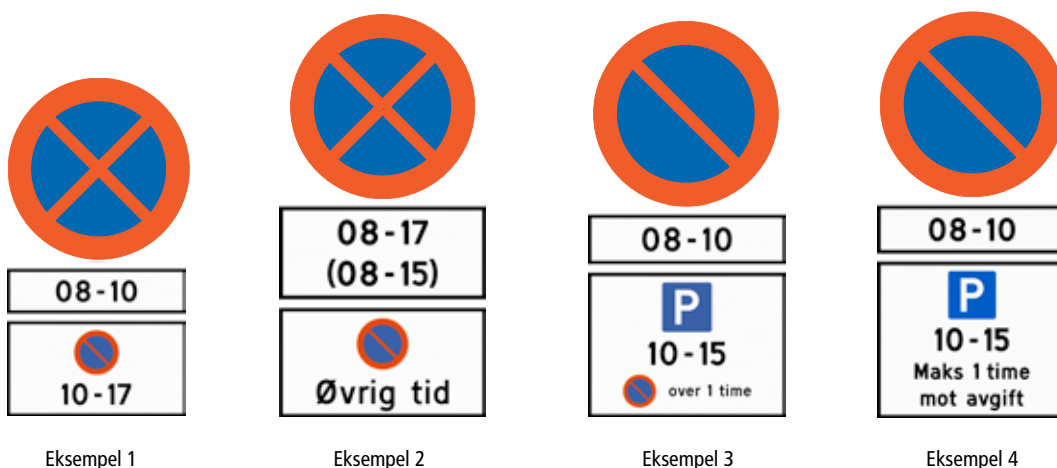 08-10
10-17
Eksempel 1
08-17
(08-15)
Øvrig tid
Eksempel 2
08-10
P
10-15
over 1 time
Eksempel 3
08-10
P
10-15
Maks 1 time
mot avgift
Eksempel 4